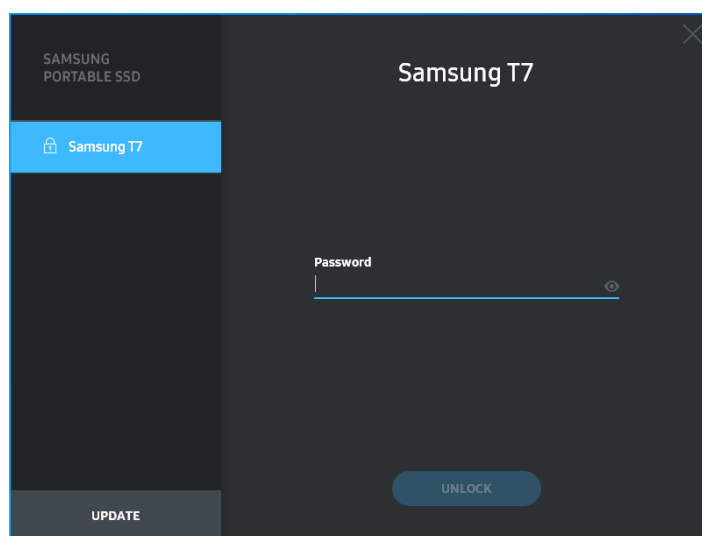 SAMSUNG
PORTABLE SSD
Samsung T7
Samsung T7
Password
UNLOCK
UPDATE